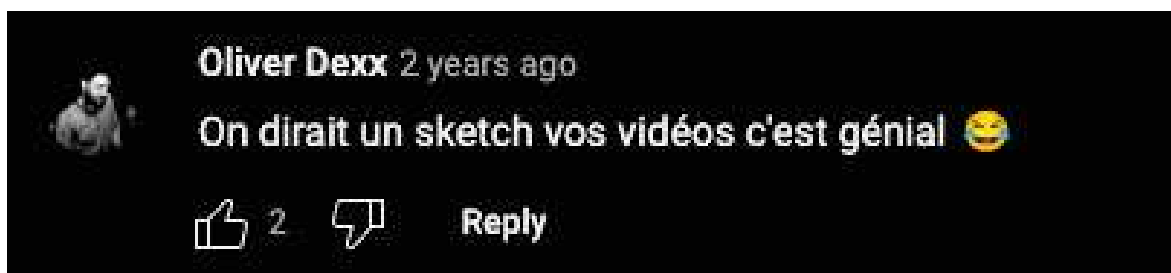 Oliver Dexx 2 years ago
On dirait un sketch vos vidéos c'est génial 😂
2 Reply